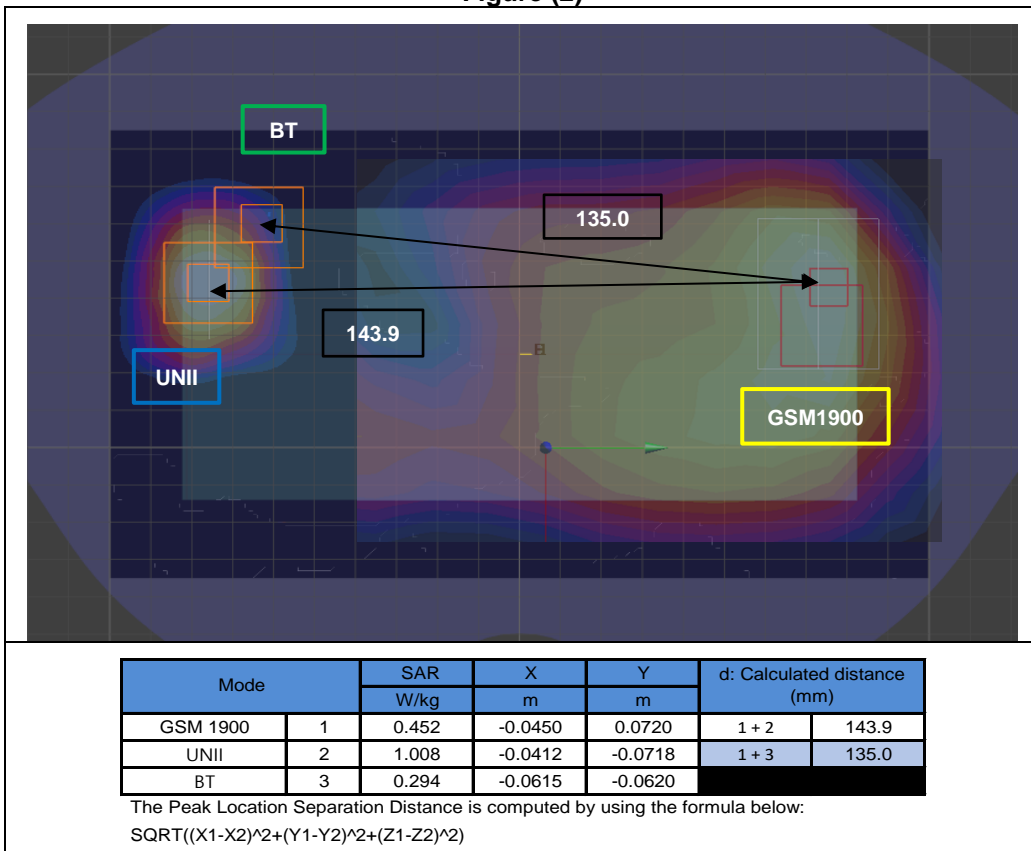 Figure (2)
BT
135.0
143.9
UNII
GSM1900
Mode SAR X Y d: Calculated distance (mm)
W/kg m m
GSM 1900 1 0.452 -0.0450 0.0720 1 + 2 143.9
UNII 2 1.008 -0.0412 -0.0718 1 + 3 135.0
BT 3 0.294 -0.0615 -0.0620
The Peak Location Separation Distance is computed by using the formula below:
SQRT((X1-X2)^2+(Y1-Y2)^2+(Z1-Z2)^2)